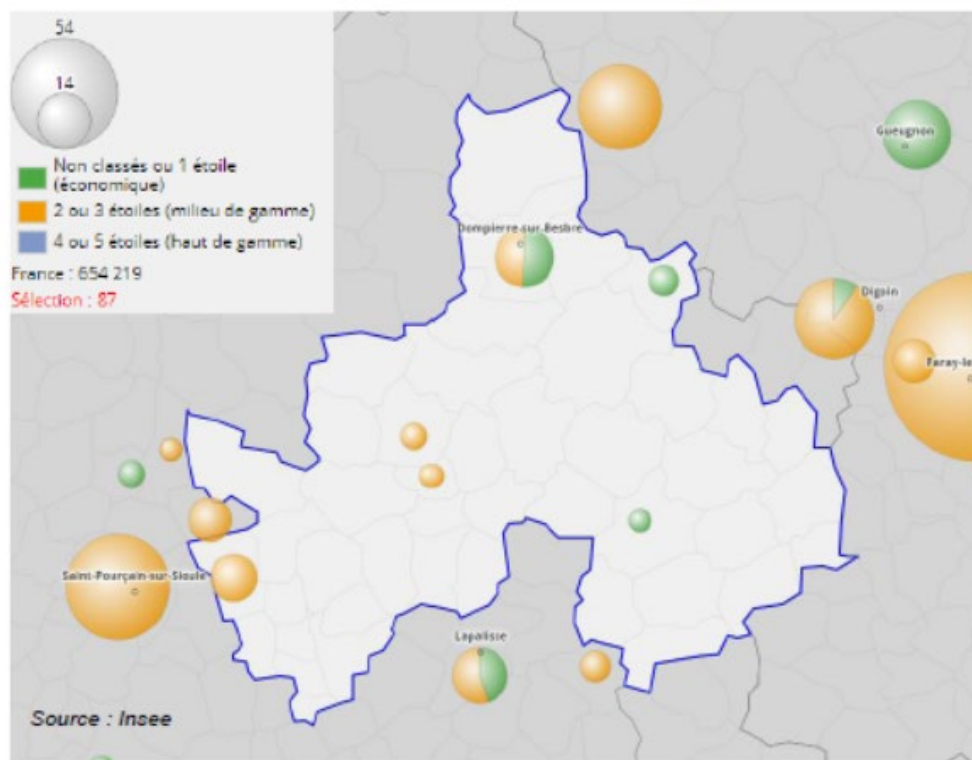 54
14
Non classés ou 1 étoile
(économique)
2 ou 3 étoiles (milieu de gamme)
4 ou 5 étoiles (haut de gamme)
France : 654 219
Sélection : 87
Gueugnon
Dompierre-sur-Besbre
Digoin
Paray-le
Saint-Pourçain-sur-Sioule
Lapalisse
Source : Insee